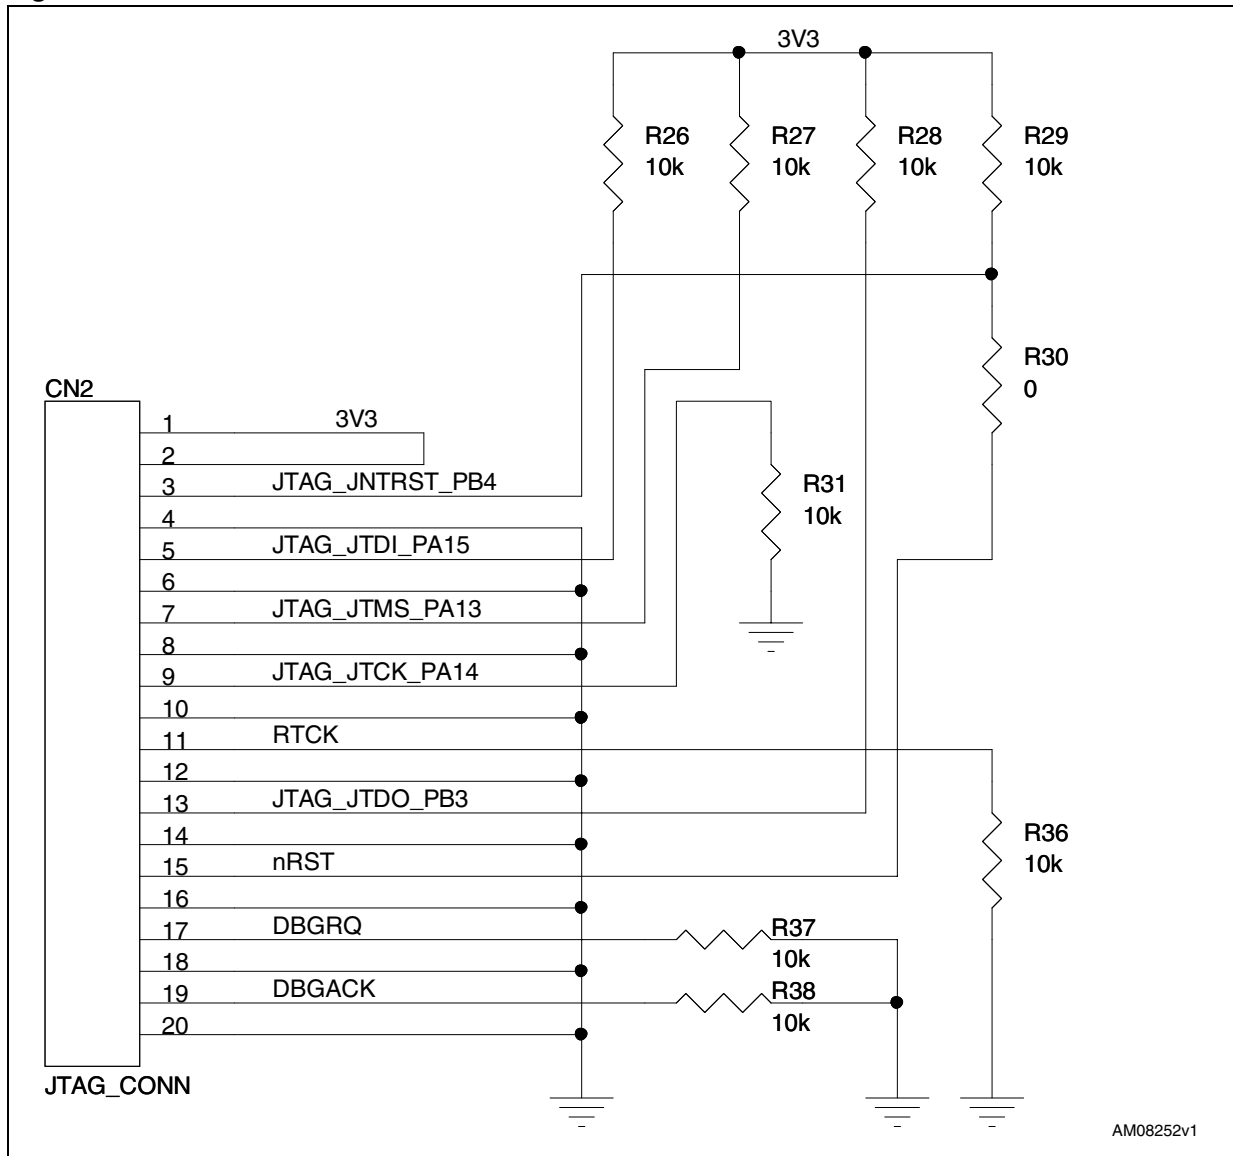 3V3
R26
10k
R27
10k
R28
10k
R29
10k
R30
0
CN2
1
3V3
2
3
JTAG_JNTRST_PB4
R31
10k
4
5
JTAG_JTDI_PA15
6
7
JTAG_JTMS_PA13
8
9
JTAG_JTCK_PA14
10
11
RTCK
12
13
JTAG_JTDO_PB3
R36
10k
14
15
nRST
16
17
DBGRQ
R37
10k
18
19
DBGACK
R38
10k
20
JTAG_CONN
AM08252v1